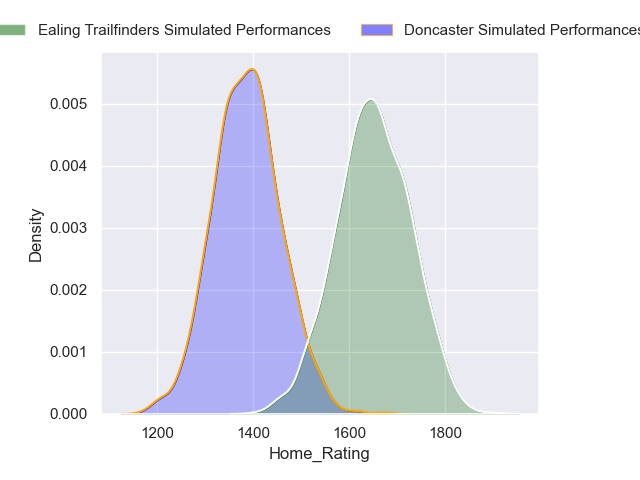 Ealing Trailfinders Simulated Performances
Doncaster Simulated Performances
0.005
0.004
0.003
0.002
0.001
0.000
Density
1200 1400 1600 1800
Home_Rating